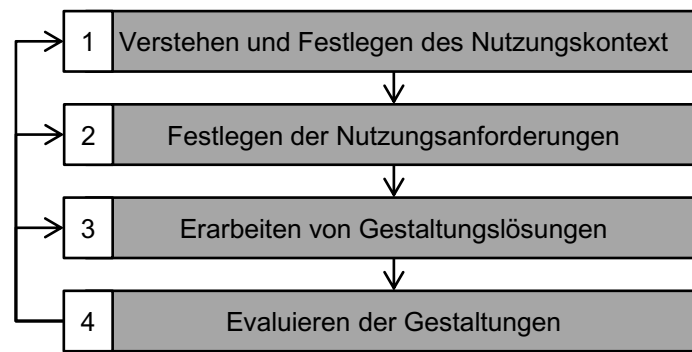 1 Verstehen und Festlegen des Nutzungskontext
2 Festlegen der Nutzungsanforderungen
3 Erarbeiten von Gestaltungslösungen
4 Evaluieren der Gestaltungen